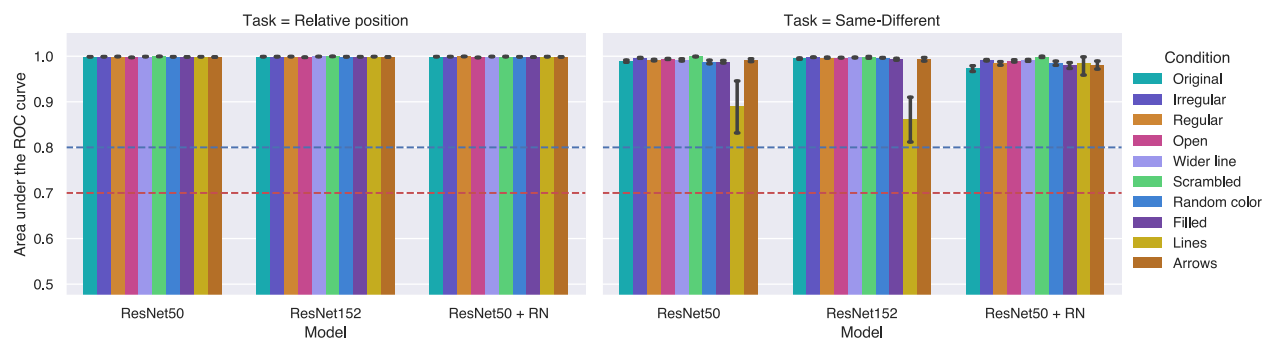 Task = Relative position
Task = Same-Different
Area under the ROC curve
1.0
0.9
0.8
0.7
0.6
0.5
ResNet50
ResNet152
ResNet50 + RN
Model
ResNet50
ResNet152
ResNet50 + RN
Model
Condition
Original
Irregular
Regular
Open
Wider line
Scrambled
Random color
Filled
Lines
Arrows